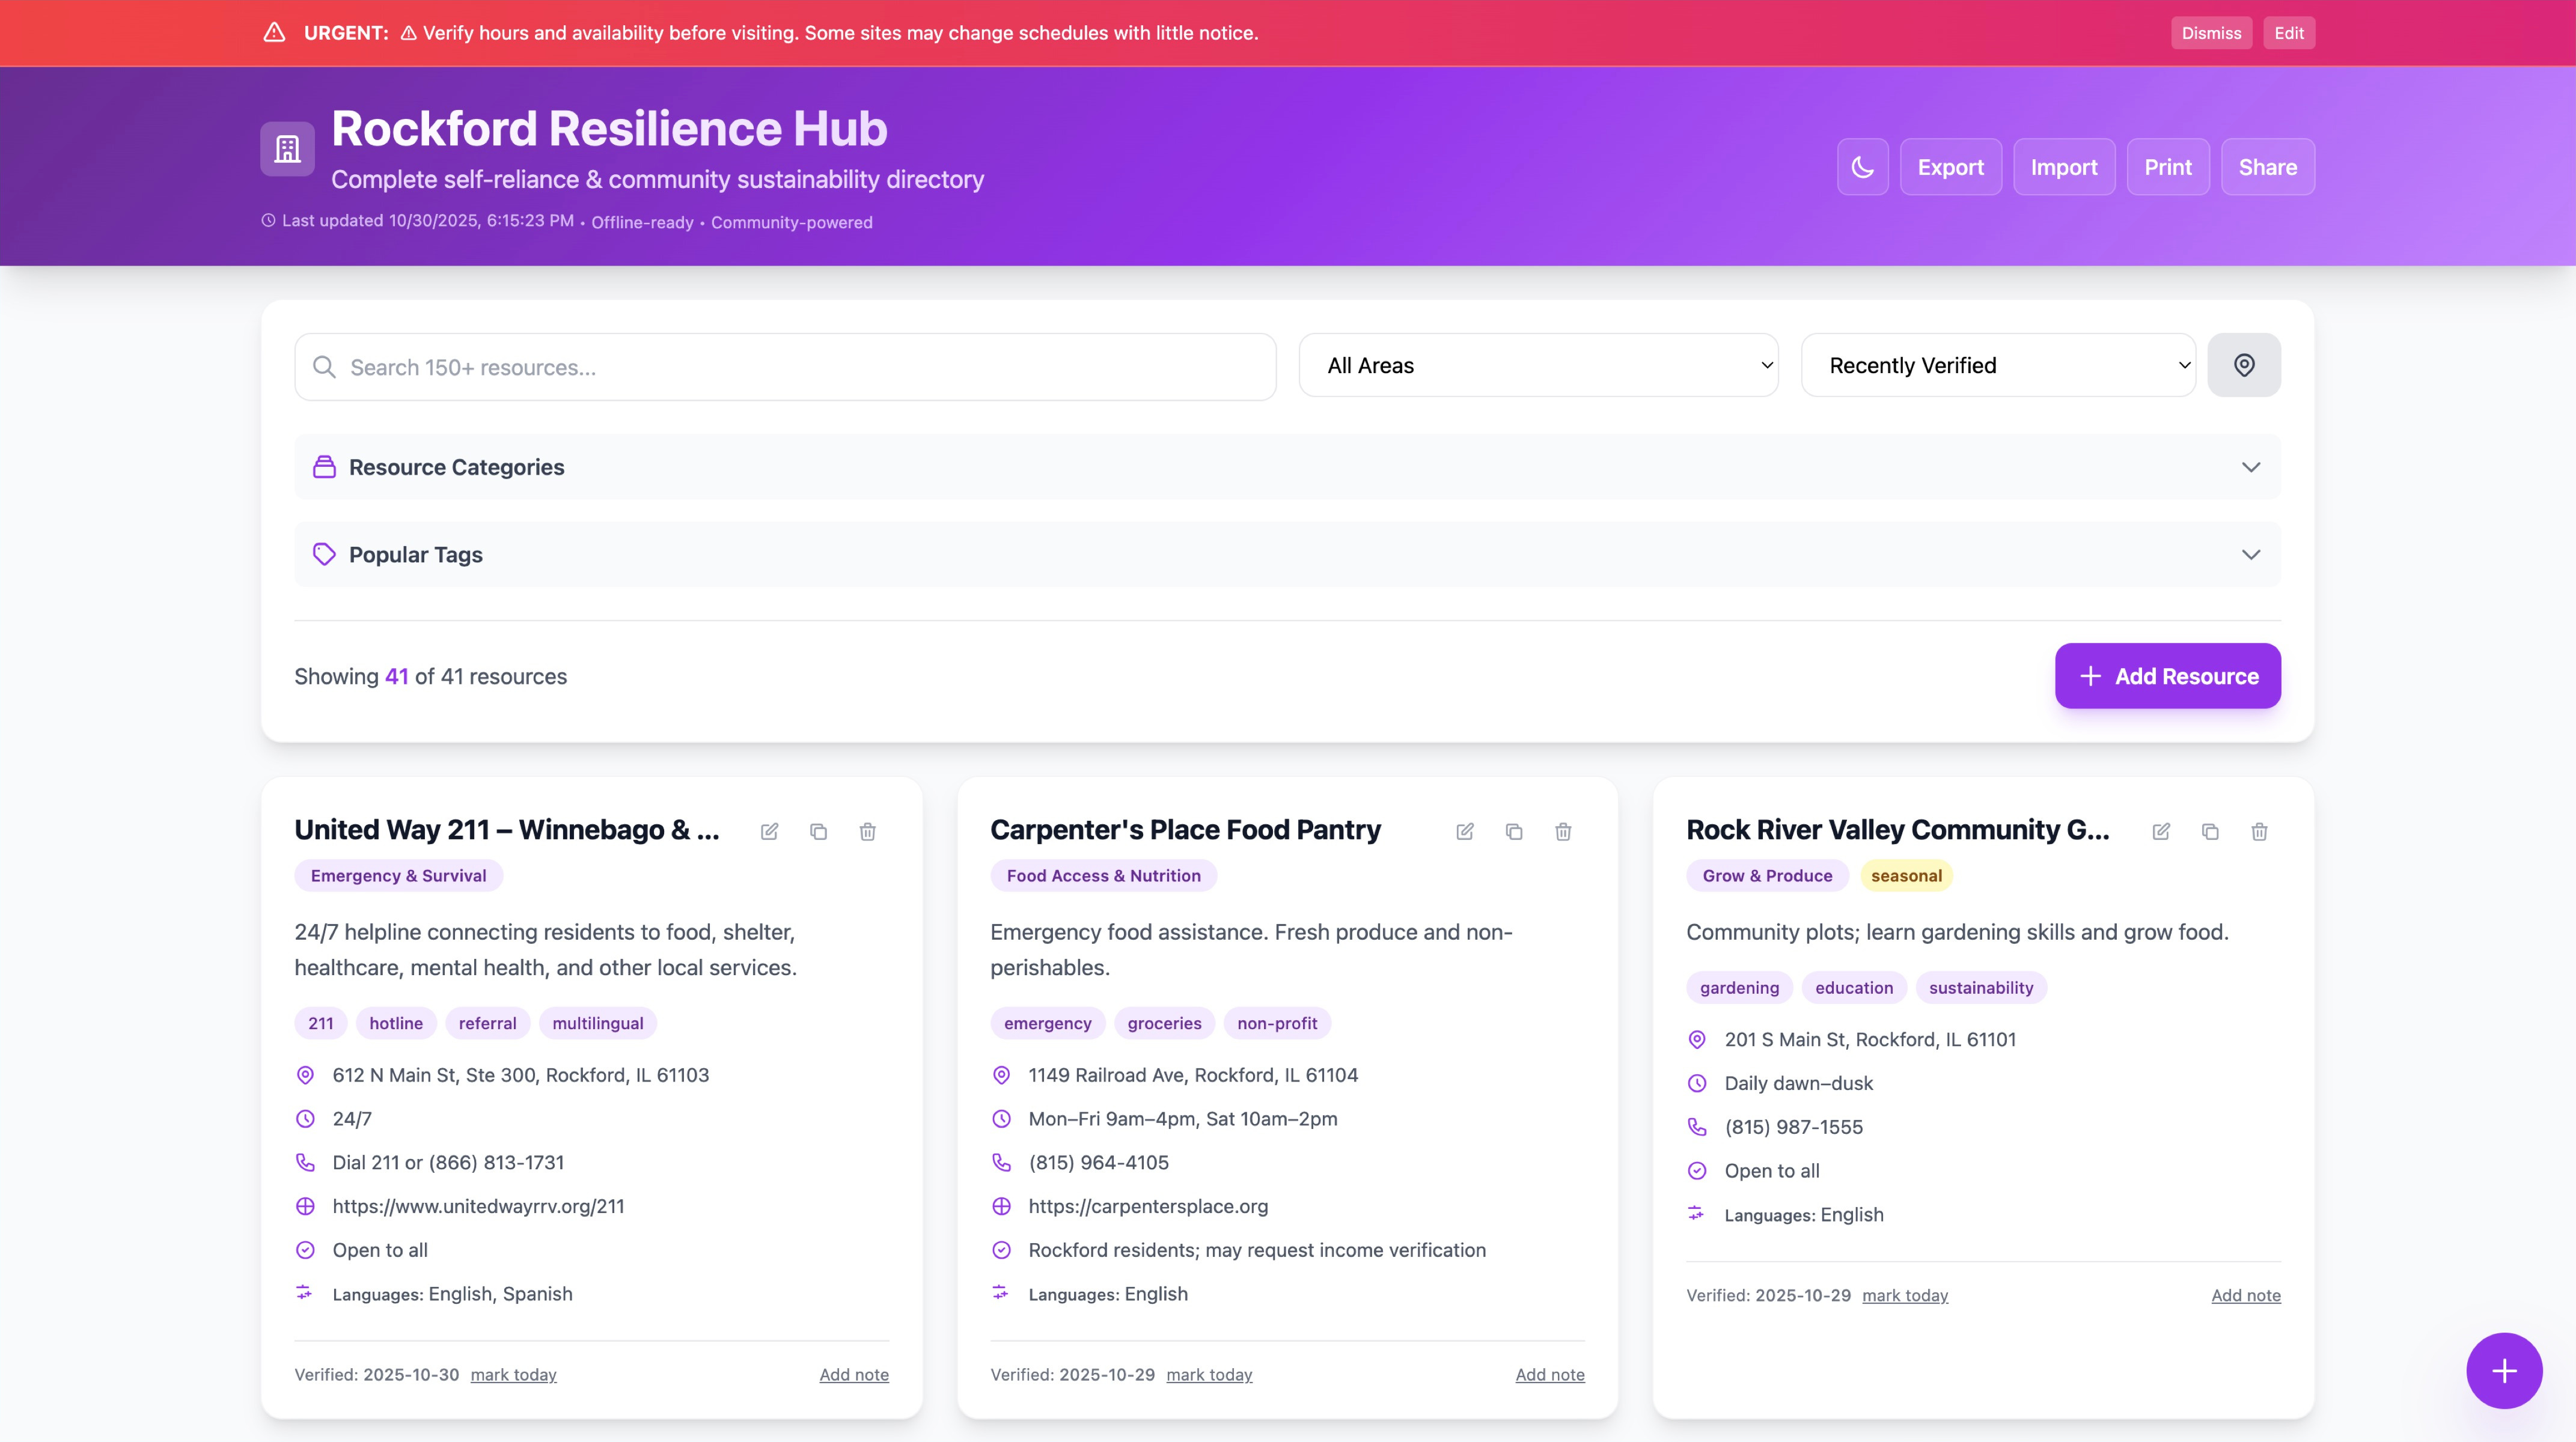 URGENT: ⚠ Verify hours and availability before visiting. Some sites may change schedules with little notice.
Dismiss
Edit
Rockford Resilience Hub
Complete self-reliance & community sustainability directory
Last updated 10/30/2025, 6:15:23 PM • Offline-ready • Community-powered
Export
Import
Print
Share
Search 150+ resources...
All Areas
Recently Verified
Resource Categories
Popular Tags
Showing 41 of 41 resources
Add Resource
United Way 211 – Winnebago & ...
Emergency & Survival
24/7 helpline connecting residents to food, shelter,
healthcare, mental health, and other local services.
211
hotline
referral
multilingual
612 N Main St, Ste 300, Rockford, IL 61103
24/7
Dial 211 or (866) 813-1731
https://www.unitedwayrrv.org/211
Open to all
Languages: English, Spanish
Verified: 2025-10-30 mark today
Add note
Carpenter's Place Food Pantry
Food Access & Nutrition
Emergency food assistance. Fresh produce and non-
perishables.
emergency
groceries
non-profit
1149 Railroad Ave, Rockford, IL 61104
Mon–Fri 9am–4pm, Sat 10am–2pm
(815) 964-4105
https://carpentersplace.org
Rockford residents; may request income verification
Languages: English
Verified: 2025-10-29 mark today
Add note
Rock River Valley Community G...
Grow & Produce
seasonal
Community plots; learn gardening skills and grow food.
gardening
education
sustainability
201 S Main St, Rockford, IL 61101
Daily dawn–dusk
(815) 987-1555
Open to all
Languages: English
Verified: 2025-10-29 mark today
Add note